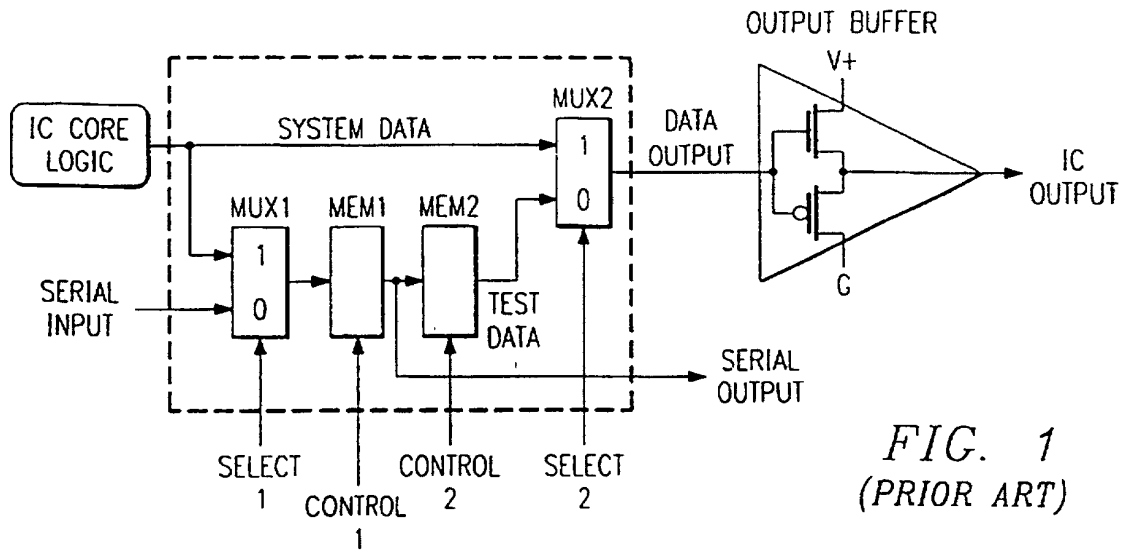 OUTPUT BUFFER
V+
MUX2
IC CORE
LOGIC
SYSTEM DATA
1
0
DATA
OUTPUT
IC
OUTPUT
MUX1
MEM1
MEM2
1
0
G
SERIAL
INPUT
TEST
DATA
SERIAL
OUTPUT
SELECT
1
CONTROL
1
CONTROL
2
SELECT
2
FIG. 1
(PRIOR ART)